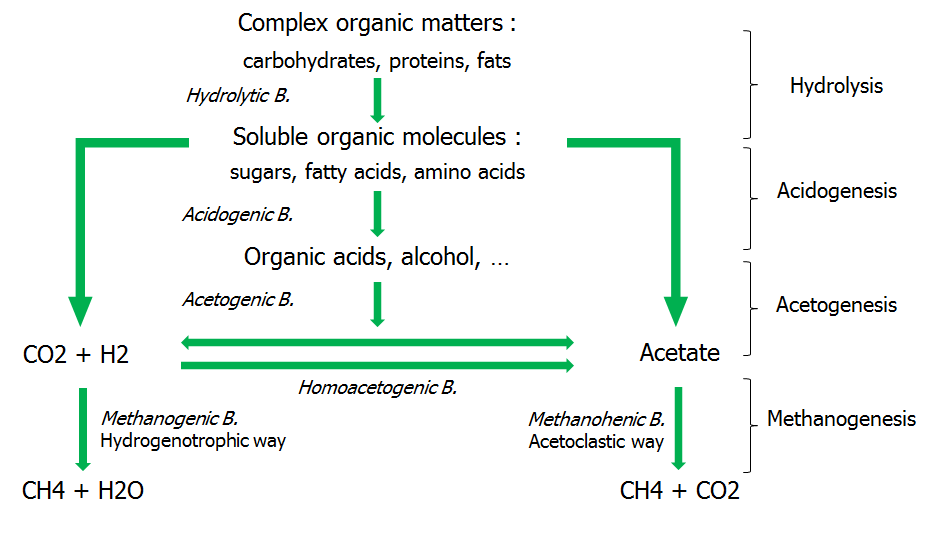 Complex organic matters :
carbohydrates, proteins, fats
Hydrolytic B.
Hydrolysis
Soluble organic molecules :
sugars, fatty acids, amino acids
Acidogenic B.
Acidogenesis
Organic acids, alcohol, ...
Acetogenic B.
Acetogenesis
CO2 + H2
Acetate
Homoacetogenic B.
Methanogenic B.
Hydrogenotrophic way
Methanohenic B.
Acetoclastic way
Methanogenesis
CH4 + H2O
CH4 + CO2